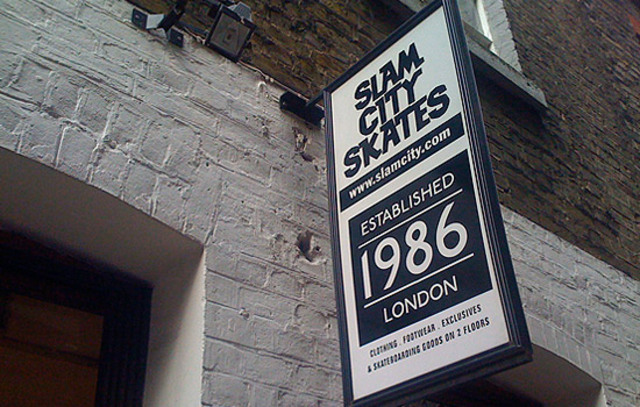 SLAM
CITY
SKATES
www.slamcity.com
ESTABLISHED
1986
LONDON
CLOTHING . FOOTWEAR . EXCLUSIVES
& SKATEBOARDING GOODS ON 2 FLOORS